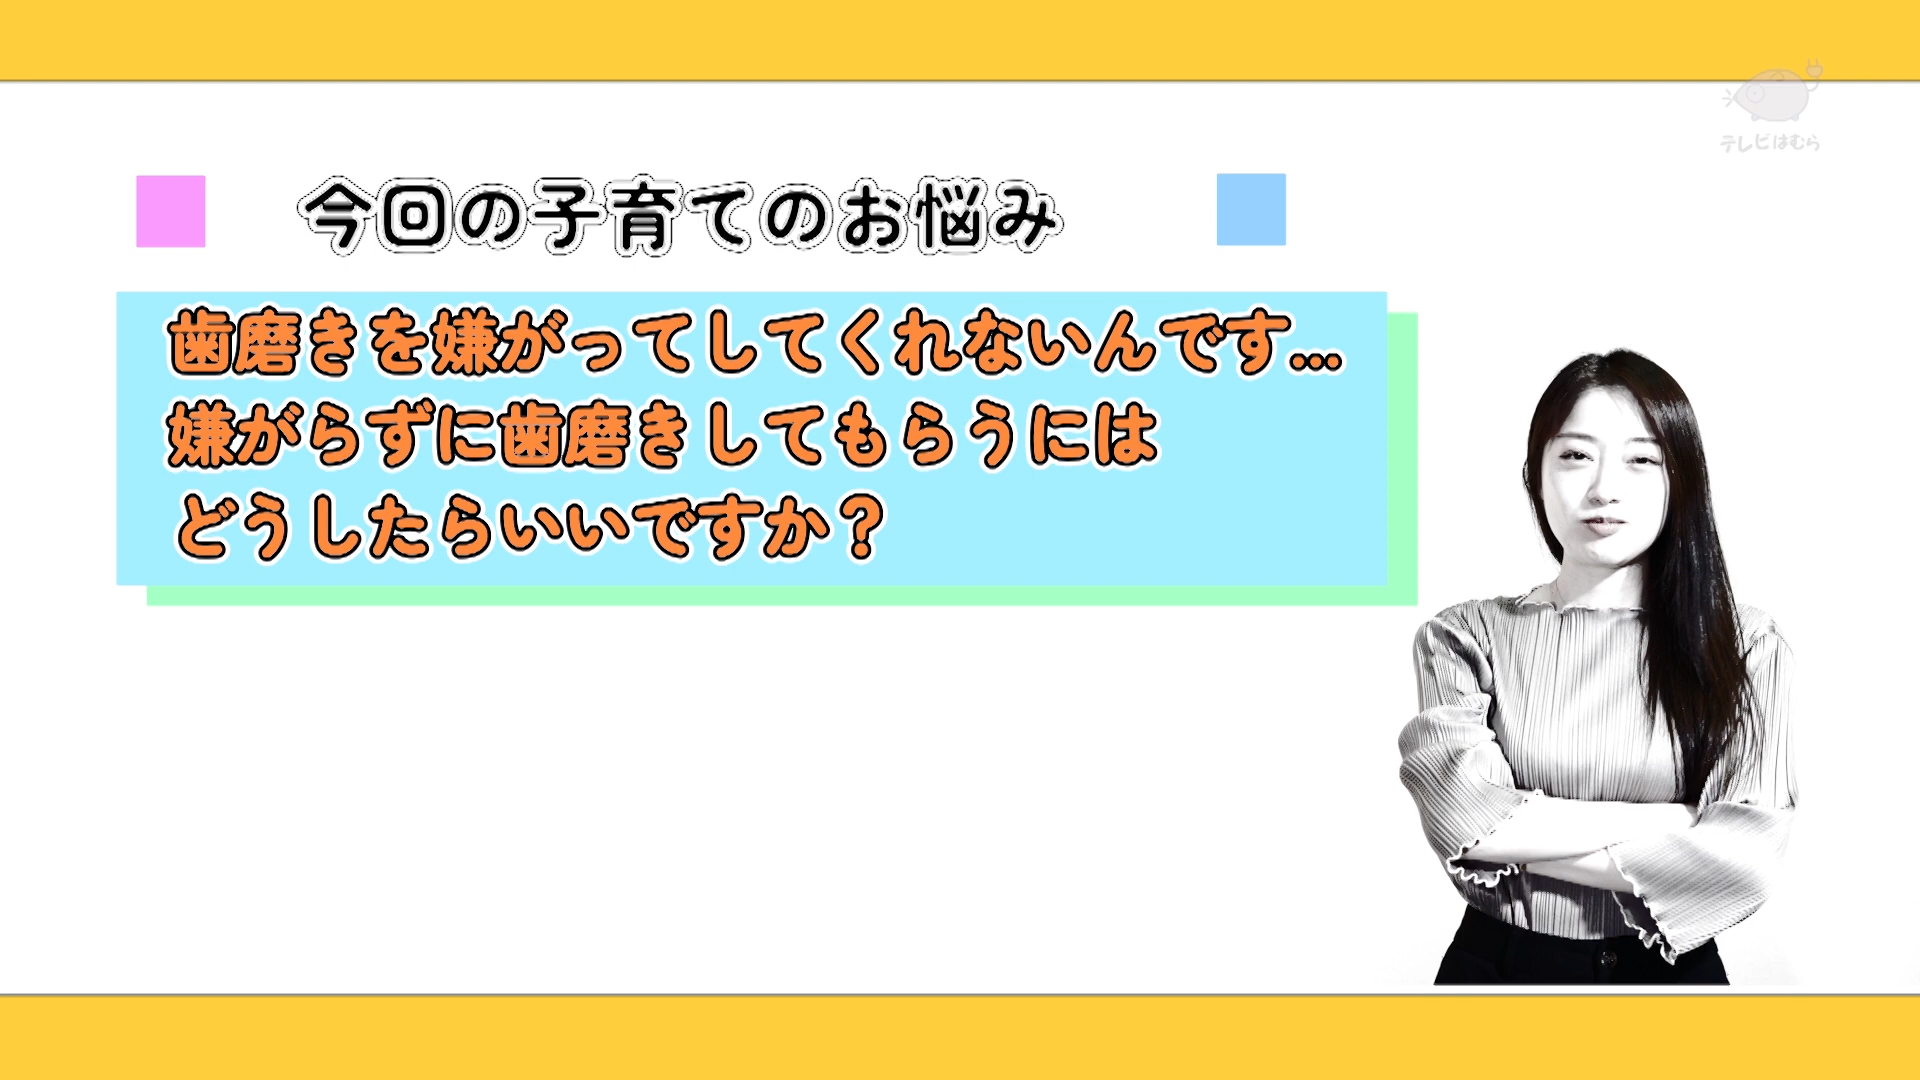 テレビはむら
今回の子育てのお悩み
歯磨きを嫌がってしてくれないんです...
嫌がらずに歯磨きしてもらうには
どうしたらいいですか？